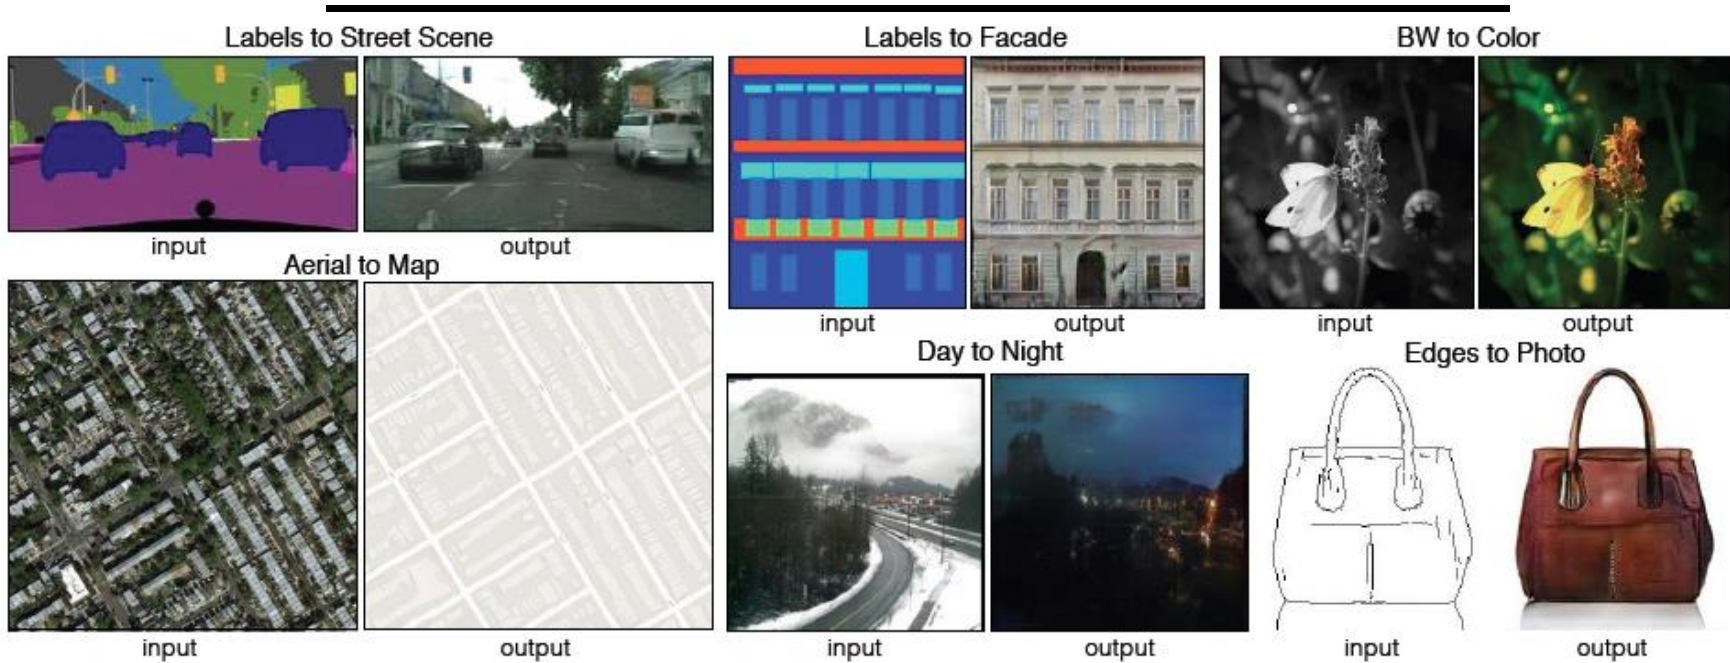 Labels to Street Scene
input
output
Aerial to Map
input
output
Labels to Facade
input
output
BW to Color
input
output
Day to Night
input
output
Edges to Photo
input
output